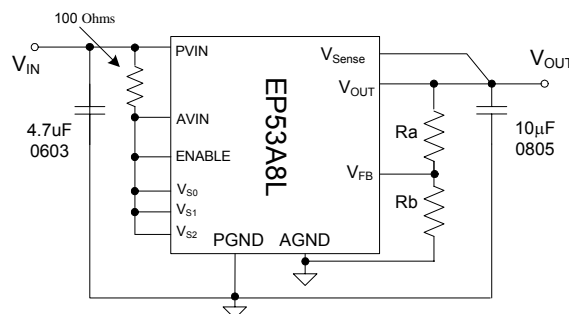 100 Ohms
VIN
4.7uF
0603
PVIN
AVIN
ENABLE
VS0
VS1
VS2
EP53A8L
PGND
AGND
VSense
VOUT
VFB
Ra
Rb
VOUT
10µF
0805